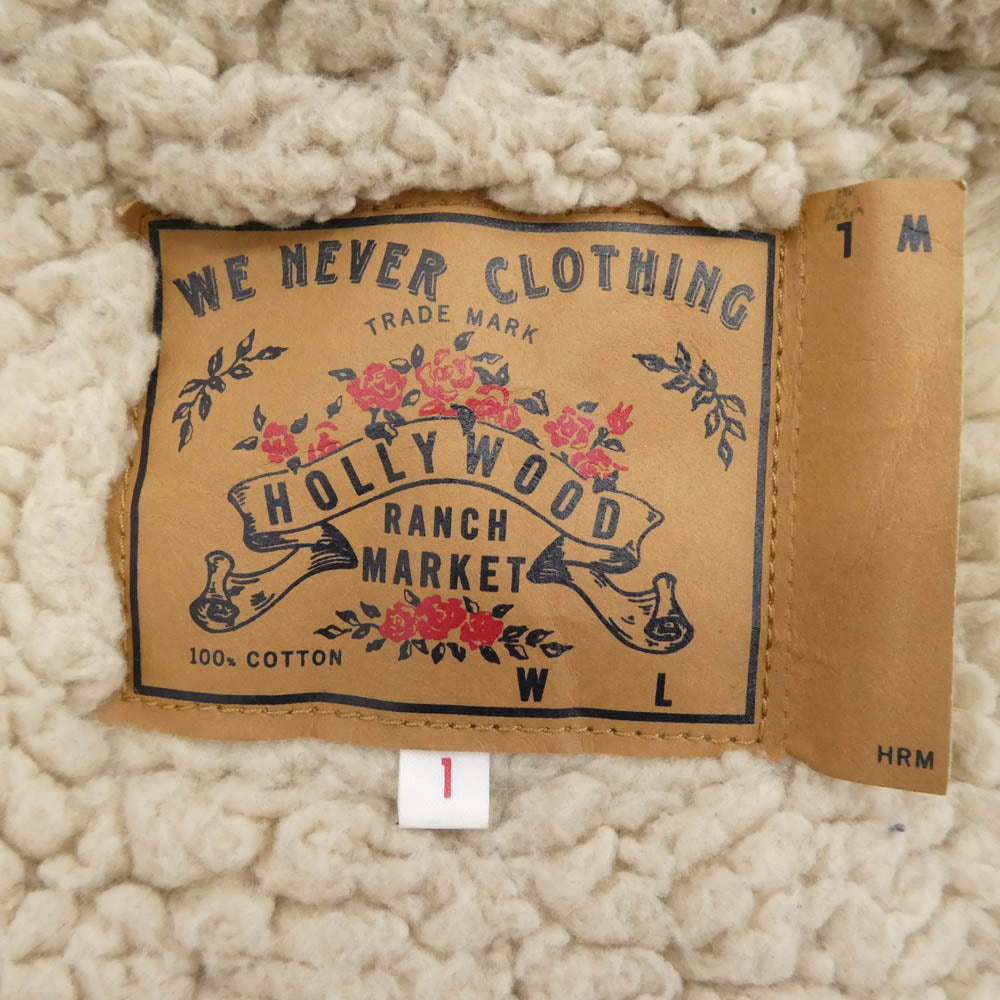 WE NEVER CLOTHING
TRADE MARK
HOLLYWOOD
RANCH
MARKET
100% COTTON
W L
1 M
HRM
1